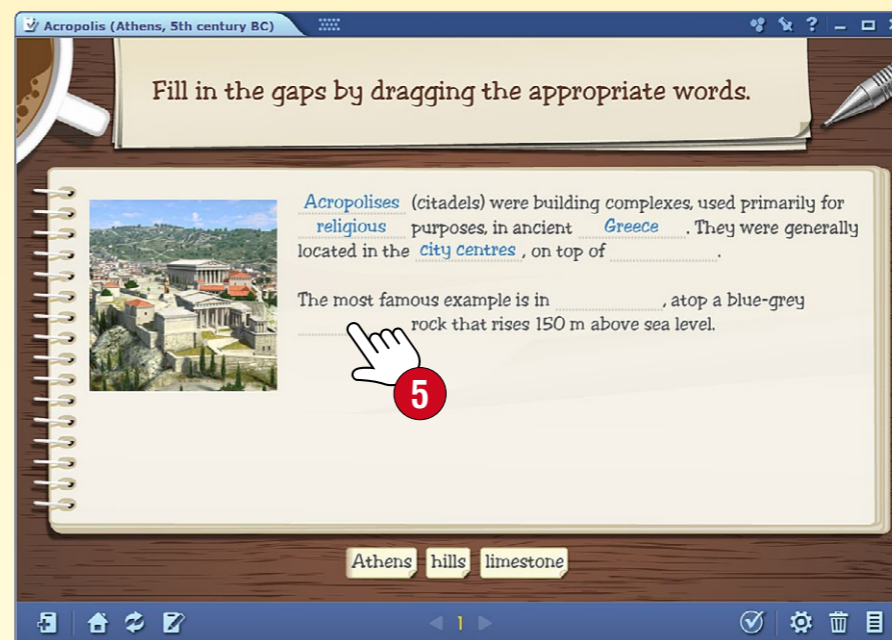 Acropolis (Athens, 5th century BC)
?
Fill in the gaps by dragging the appropriate words.
Acropolises (citadels) were building complexes, used primarily for
religious purposes, in ancient Greece . They were generally
located in the city centres , on top of .
The most famous example is in , atop a blue-grey
rock that rises 150 m above sea level.
5
Athens hills limestone
1